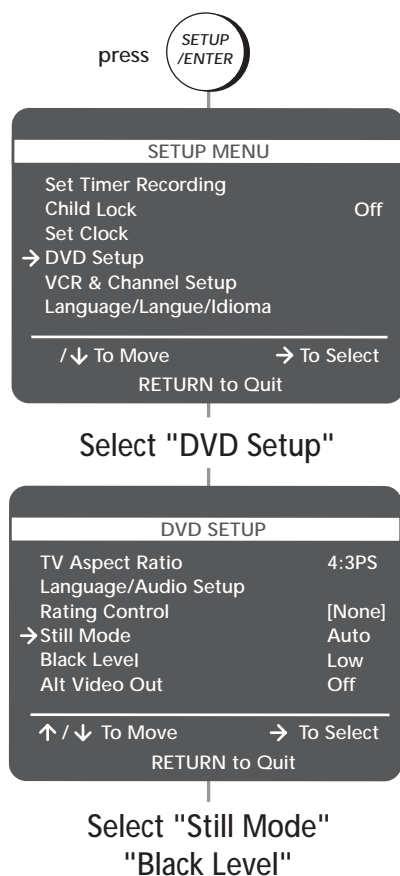 press SETUP
/ENTER
SETUP MENU
Set Timer Recording
Child Lock Off
Set Clock
→ DVD Setup
VCR & Channel Setup
Language/Langue/Idioma
/↓ To Move → To Select
RETURN to Quit
Select "DVD Setup"
DVD SETUP
TV Aspect Ratio 4:3PS
Language/Audio Setup
Rating Control [None]
→Still Mode Auto
Black Level Low
Alt Video Out Off
↑/↓ To Move → To Select
RETURN to Quit
Select "Still Mode"
"Black Level"